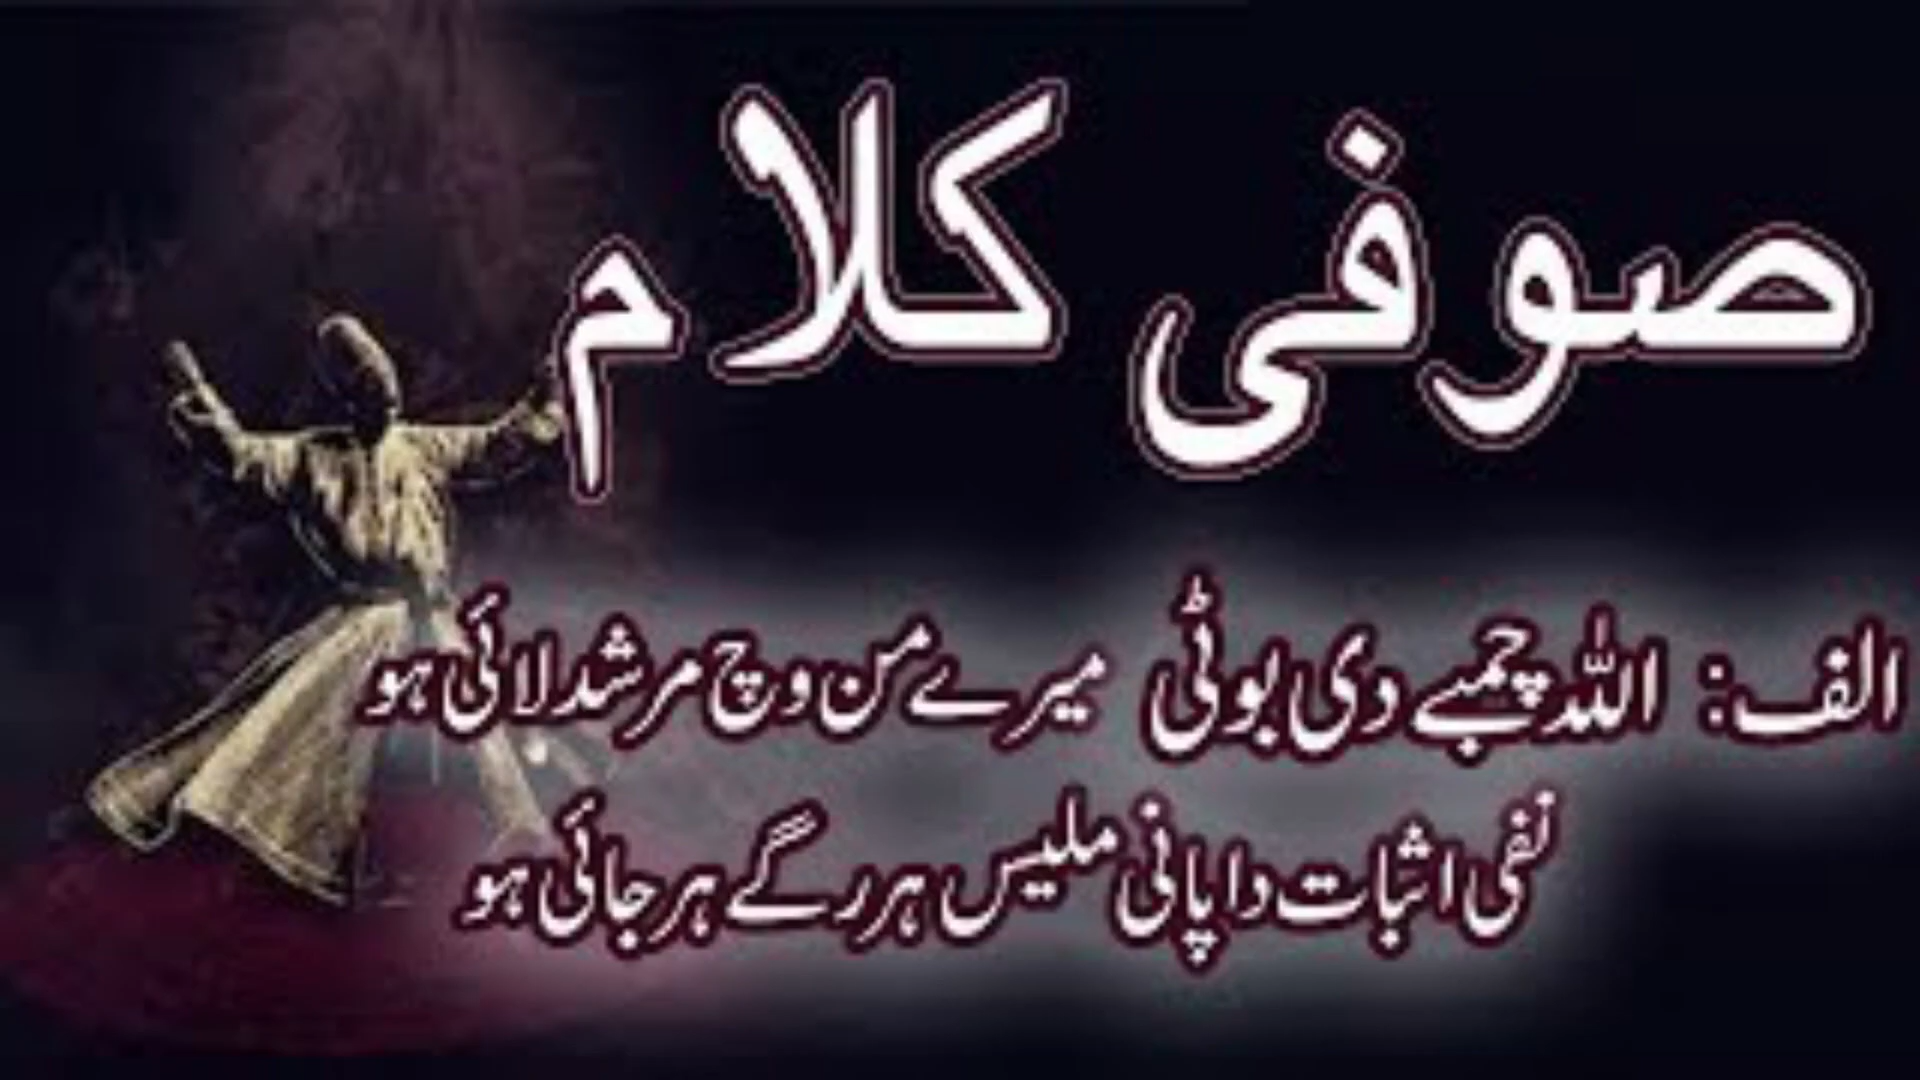 صوفی کلام
الف: اللہ چمبے دی بوٹی میرے من وچ مرشد لائی ہو
نفی اثبات دا پانی ملیس ہر رگے ہر جائی ہو